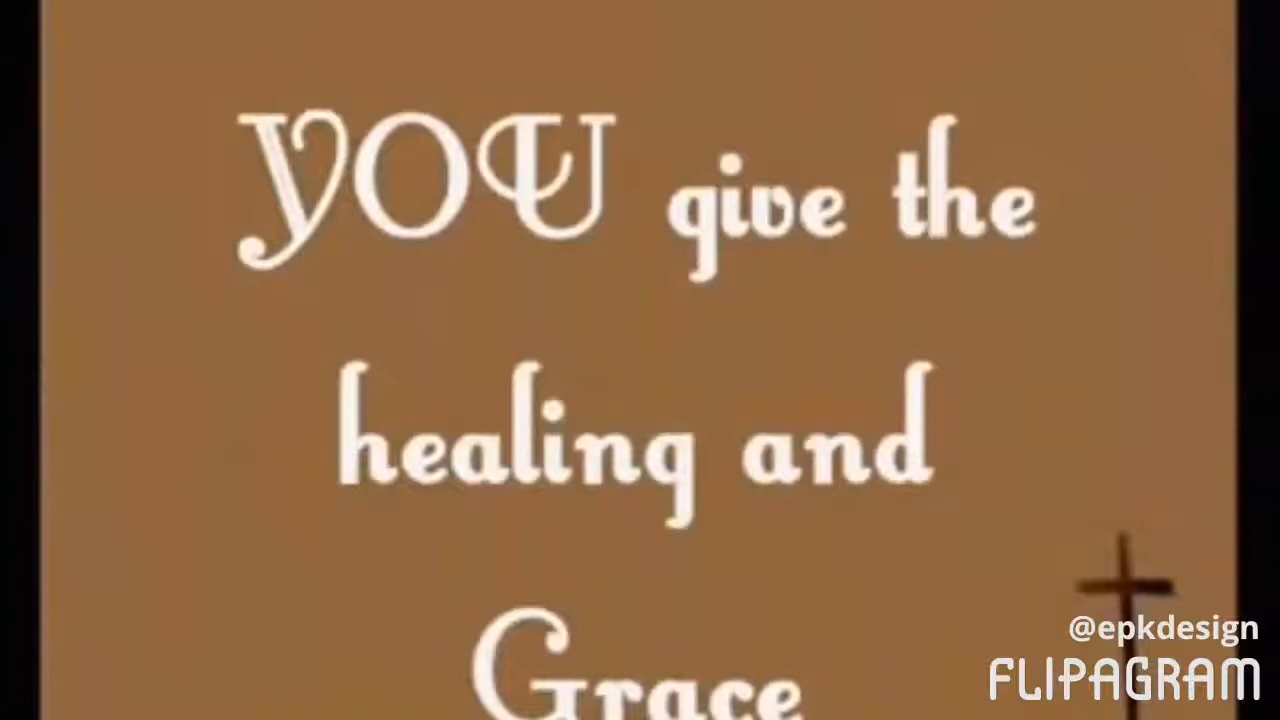 YOU give the
healing and
Grace
@epkdesign
FLIPAGRAM